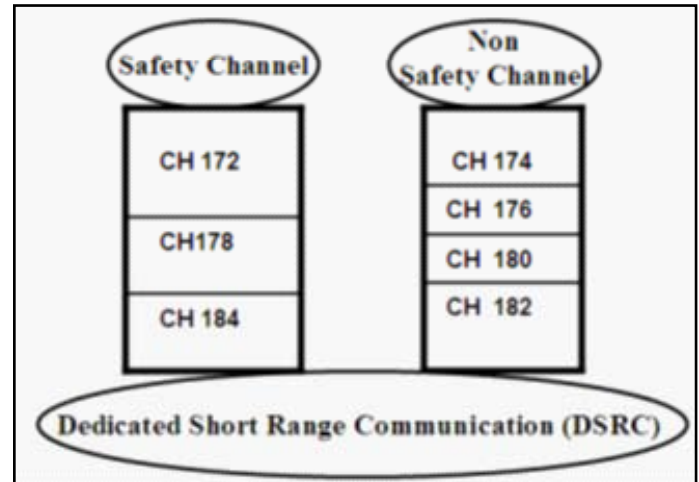 Safety Channel
CH 172
CH178
CH 184
Non
Safety Channel
CH 174
CH 176
CH 180
CH 182
Dedicated Short Range Communication (DSRC)